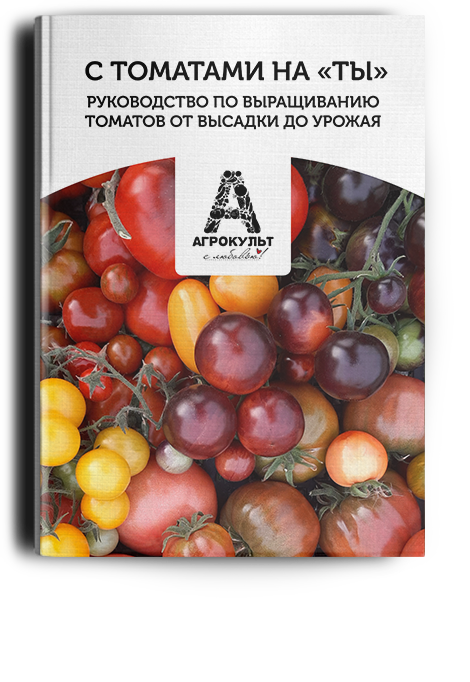 С ТОМАТАМИ НА «ТЫ»
РУКОВОДСТВО ПО ВЫРАЩИВАНИЮ
ТОМАТОВ ОТ ВЫСАДКИ ДО УРОЖАЯ
АГРОКУЛЬТ
с любовью!